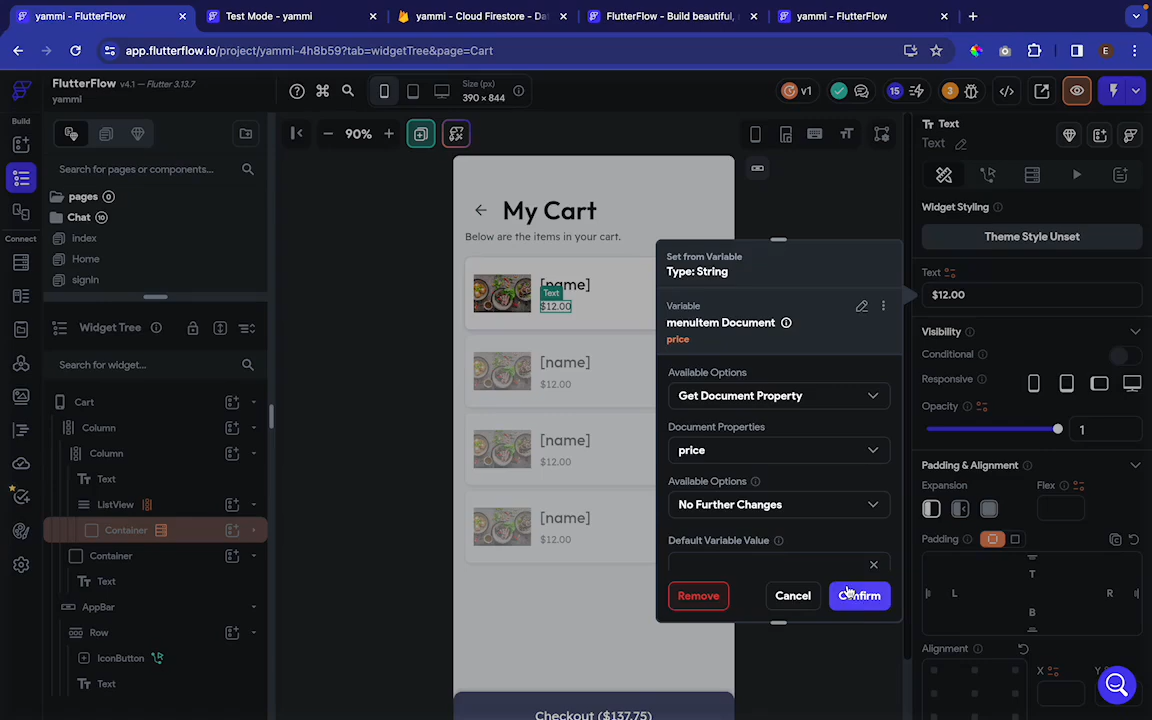 yammi - FlutterFlow
Test Mode - yammi
yammi - Cloud Firestore - Dat
FlutterFlow - Build beautiful,
yammi - FlutterFlow
app.flutterflow.io/project/yammi-4h8b59?tab=widgetTree&page=Cart
E
FlutterFlow v4.1 - Flutter 3.13.7
yammi
Size (px)
390 × 844
v1
15
3
Build
90%
Search for pages or components...
pages 0
Chat 10
index
Home
signIn
Connect
Widget Tree
Search for widget...
Cart
Column
Column
Text
ListView
Container
Container
Text
AppBar
Row
IconButton
Text
My Cart
Below are the items in your cart.
[name]
Text
$12.00
[name]
$12.00
[name]
$12.00
[name]
$12.00
Checkout ($137.75)
Set from Variable
Type: String
Variable
menuItem Document
price
Available Options
Get Document Property
Document Properties
price
Available Options
No Further Changes
Default Variable Value
Remove
Cancel
Confirm
Text
Text
Widget Styling
Theme Style Unset
Text
$12.00
Visibility
Conditional
Responsive
Opacity
1
Padding & Alignment
Expansion
Flex
Padding
T
L
R
B
Alignment
X
Y